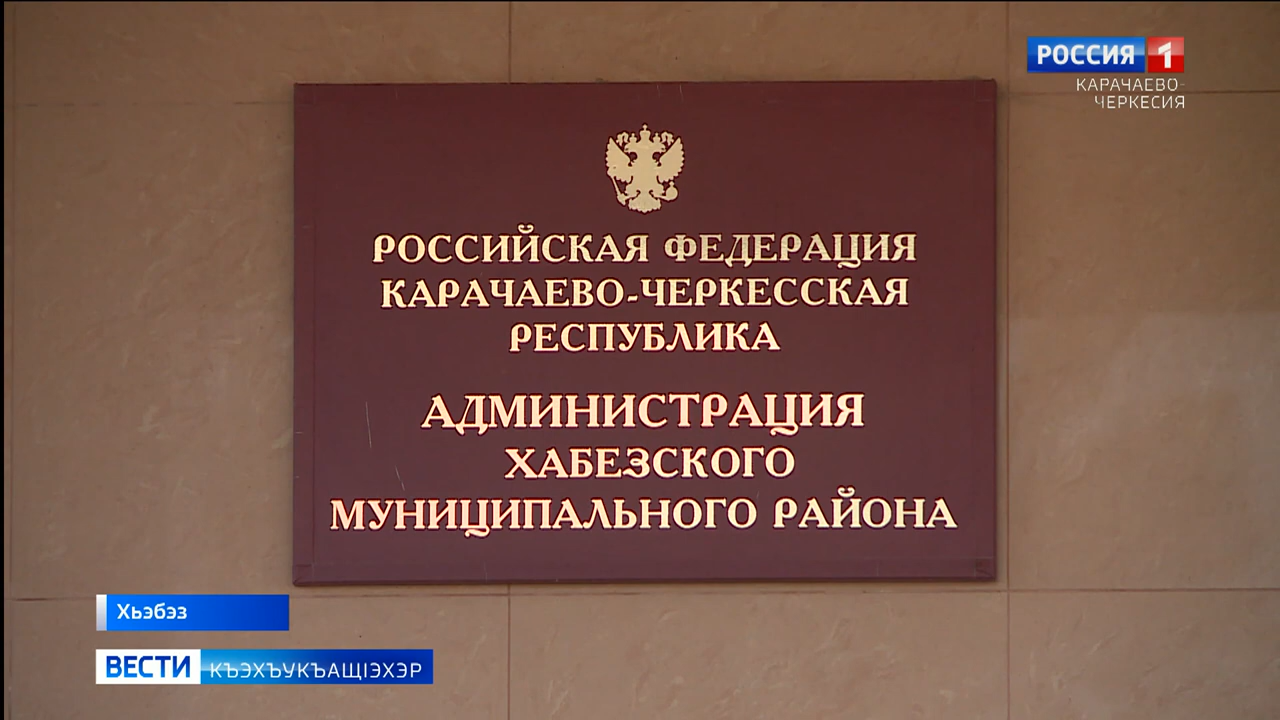 РОССИЯ 1
КАРАЧАЕВО-
ЧЕРКЕСИЯ
РОССИЙСКАЯ ФЕДЕРАЦИЯ
КАРАЧАЕВО-ЧЕРКЕССКАЯ
РЕСПУБЛИКА
АДМИНИСТРАЦИЯ
ХАБЕЗСКОГО
МУНИЦИПАЛЬНОГО РАЙОНА
Хьэбэз
ВЕСТИ КЪЭХЪУКЪАЩIЭХЭР